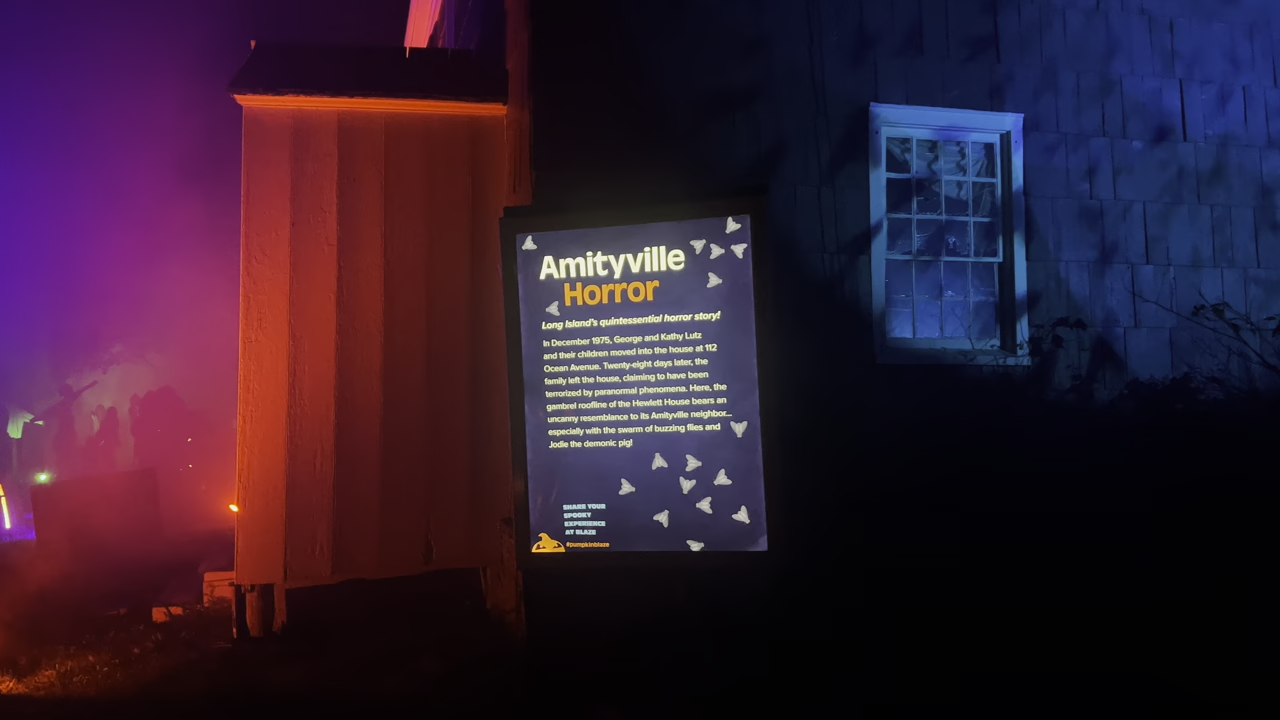 Amityville
Horror
Long Island's quintessential horror story!
In December 1975, George and Kathy Lutz
and their children moved into the house at 112
Ocean Avenue. Twenty-eight days later, the
family left the house, claiming to have been
terrorized by paranormal phenomena. Here, the
gambrel roofline of the Hewlett House bears an
uncanny resemblance to its Amityville neighbor...
especially with the swarm of buzzing flies and
Jodie the demonic pig!
SHARE YOUR
SPOOKY
EXPERIENCE
AT BLAZE
#pumpkinblaze